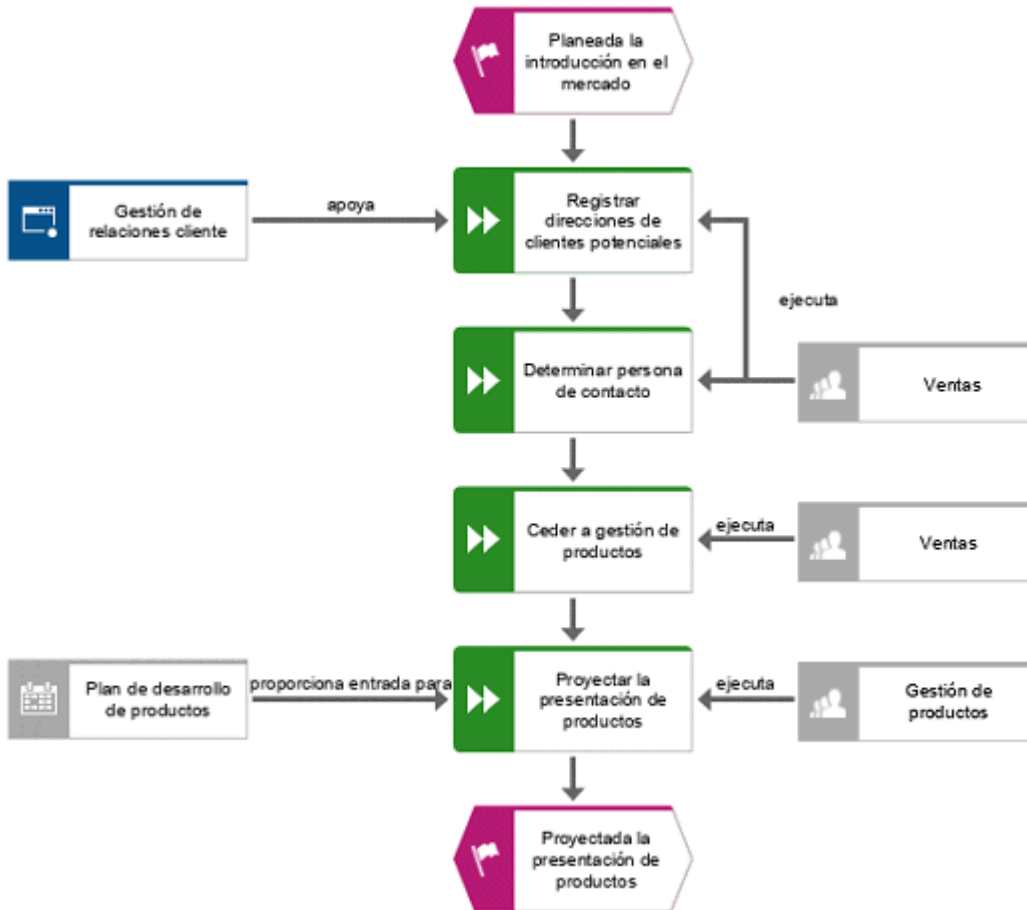 Planeada la
introducción en el
mercado
Gestión de
relaciones cliente
apoya
Registrar
direcciones de
clientes potenciales
ejecuta
Determinar persona
de contacto
Ventas
Ceder a gestión de
productos
ejecuta
Ventas
Plan de desarrollo
de productos
proporciona entrada para
Proyectar la
presentación de
productos
ejecuta
Gestión de
productos
Proyectada la
presentación de
productos